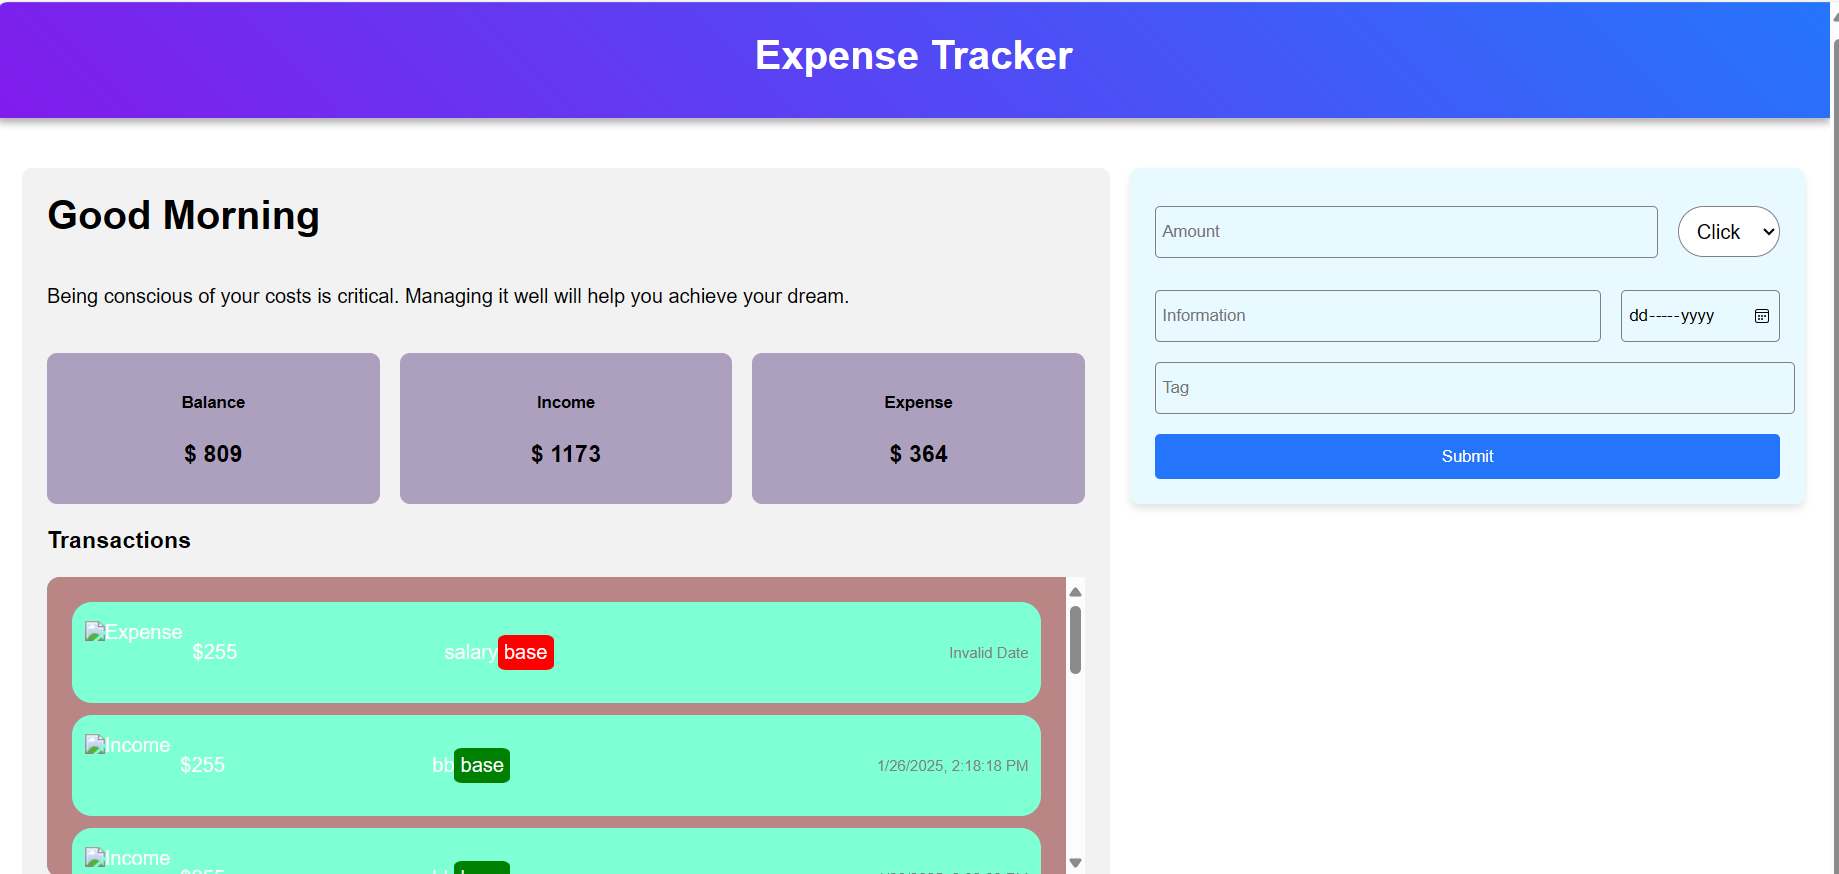 Expense Tracker
Good Morning
Being conscious of your costs is critical. Managing it well will help you achieve your dream.
Balance
$ 809
Income
$ 1173
Expense
$ 364
Transactions
Expense $255 salary base Invalid Date
Income $255 bb base 1/26/2025, 2:18:18 PM
Income
Amount
Click
Information
dd-----yyyy
Tag
Submit